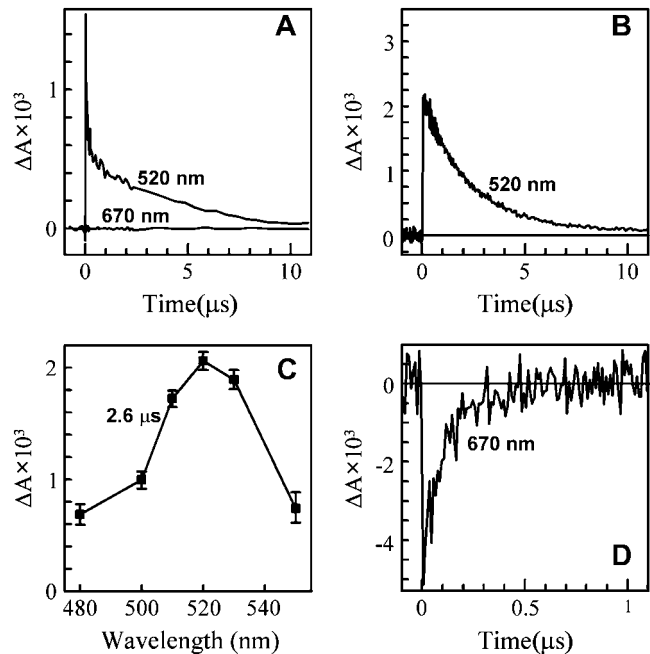 A
ΔA×10³
1
0
520 nm
670 nm
0 5 10
Time(μs)
B
ΔA×10³
3
2
1
0
520 nm
0 5 10
Time(μs)
C
ΔA×10³
2
1
0
2.6 μs
480 500 520 540
Wavelength (nm)
D
ΔA×10³
0
-2
-4
670 nm
0 0.5 1
Time(μs)